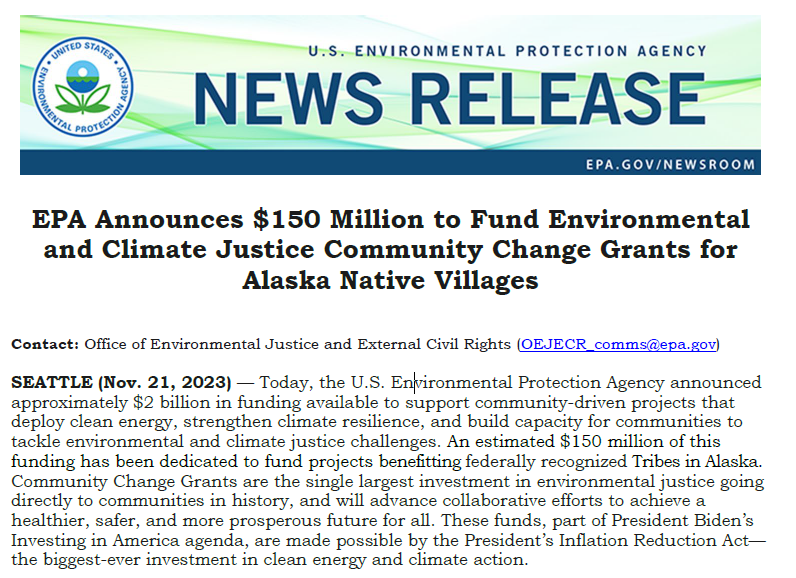 UNITED STATES
ENVIRONMENTAL PROTECTION AGENCY
U.S. ENVIRONMENTAL PROTECTION AGENCY
NEWS RELEASE
EPA.GOV/NEWSROOM
EPA Announces $150 Million to Fund Environmental
and Climate Justice Community Change Grants for
Alaska Native Villages
Contact: Office of Environmental Justice and External Civil Rights (OEJECR_comms@epa.gov)
SEATTLE (Nov. 21, 2023) — Today, the U.S. Environmental Protection Agency announced
approximately $2 billion in funding available to support community-driven projects that
deploy clean energy, strengthen climate resilience, and build capacity for communities to
tackle environmental and climate justice challenges. An estimated $150 million of this
funding has been dedicated to fund projects benefitting federally recognized Tribes in Alaska.
Community Change Grants are the single largest investment in environmental justice going
directly to communities in history, and will advance collaborative efforts to achieve a
healthier, safer, and more prosperous future for all. These funds, part of President Biden’s
Investing in America agenda, are made possible by the President’s Inflation Reduction Act—
the biggest-ever investment in clean energy and climate action.